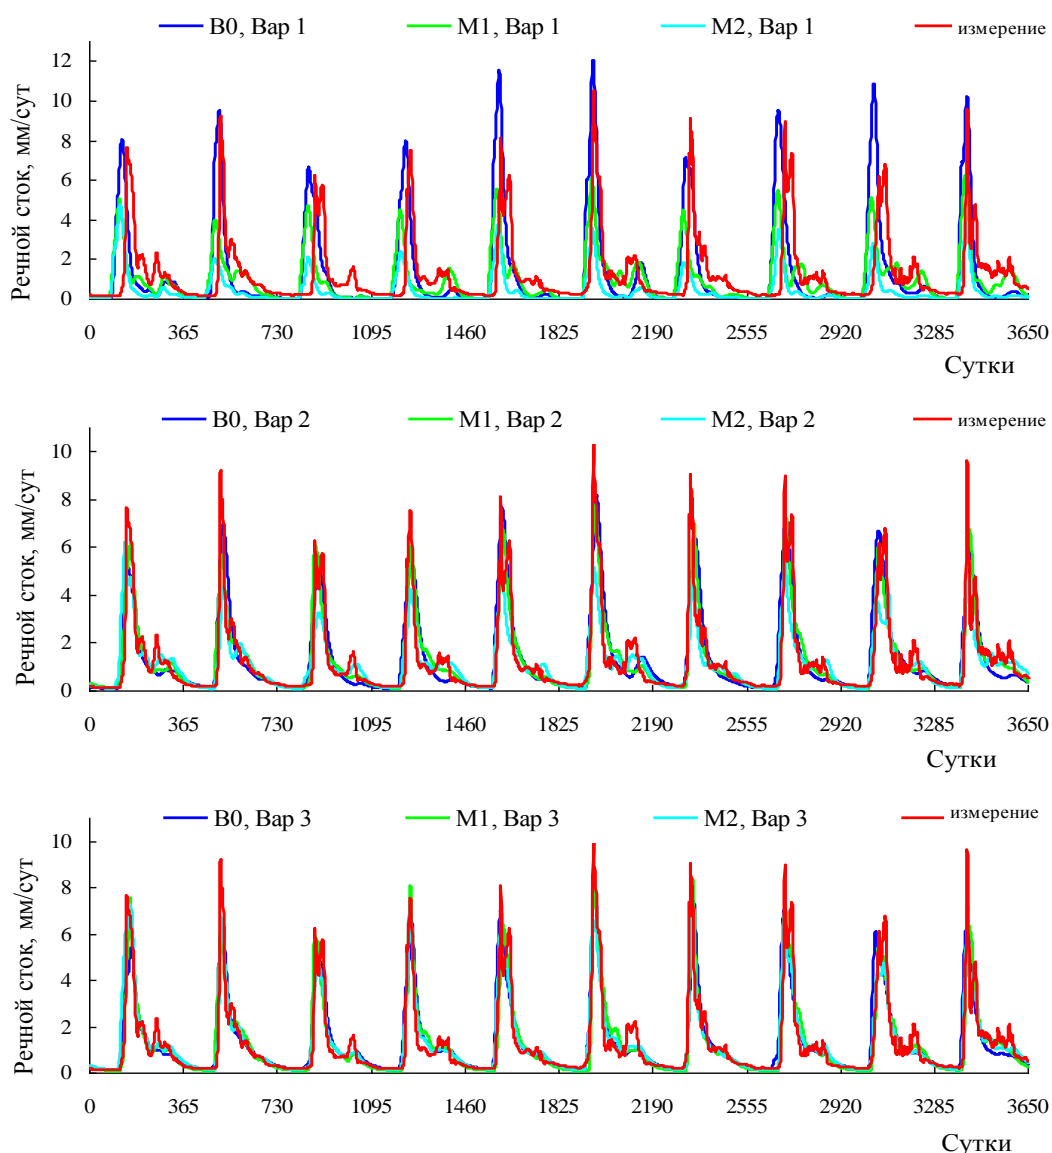 B0, Вар 1 M1, Вар 1 M2, Вар 1 измерение
Речной сток, мм/сут
12
10
8
6
4
2
0
0 365 730 1095 1460 1825 2190 2555 2920 3285 3650
Сутки
B0, Вар 2 M1, Вар 2 M2, Вар 2 измерение
Речной сток, мм/сут
10
8
6
4
2
0
0 365 730 1095 1460 1825 2190 2555 2920 3285 3650
Сутки
B0, Вар 3 M1, Вар 3 M2, Вар 3 измерение
Речной сток, мм/сут
10
8
6
4
2
0
0 365 730 1095 1460 1825 2190 2555 2920 3285 3650
Сутки